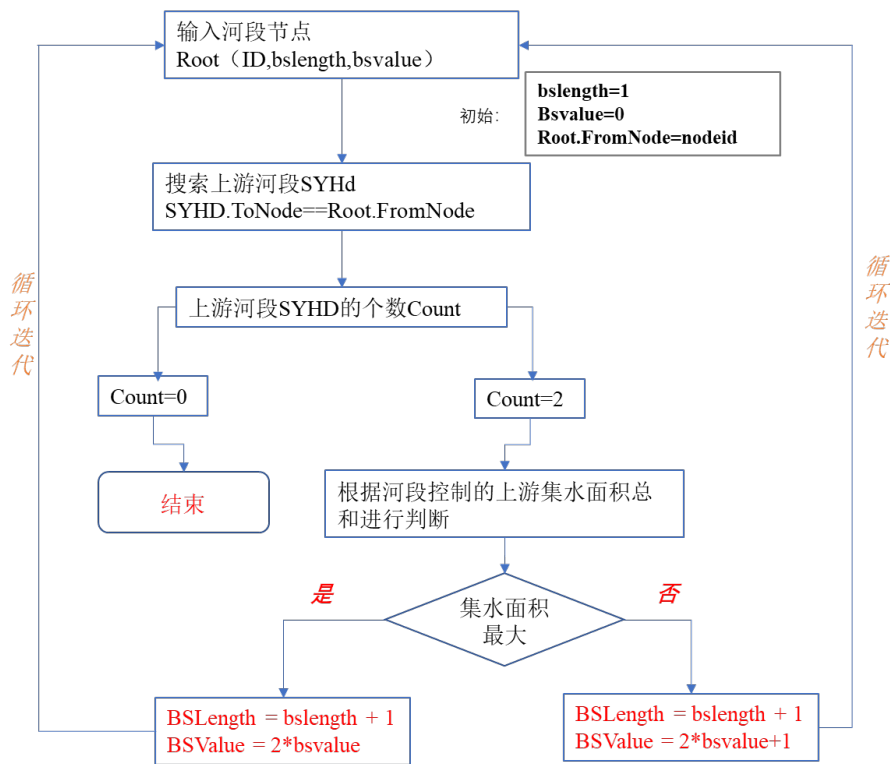 输入河段节点
Root（ID,bslength,bsvalue）
初始：
bslength=1
Bsvalue=0
Root.FromNode=nodeid
搜索上游河段SYHd
SYHD.ToNode==Root.FromNode
循环迭代
循环迭代
上游河段SYHD的个数Count
Count=0
Count=2
结束
根据河段控制的上游集水面积总
和进行判断
是
否
集水面积
最大
BSLength = bslength + 1
BSValue = 2*bsvalue
BSLength = bslength + 1
BSValue = 2*bsvalue+1